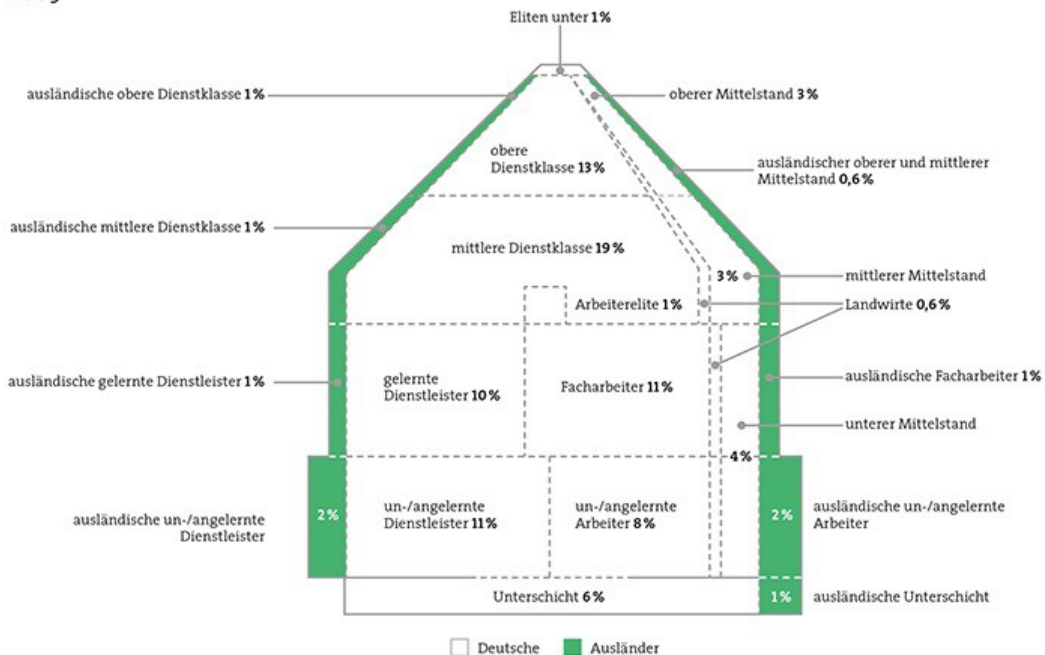 Eliten unter 1%
ausländische obere Dienstklasse 1%
oberer Mittelstand 3%
obere
Dienstklasse 13%
ausländischer oberer und mittlerer
Mittelstand 0,6%
ausländische mittlere Dienstklasse 1%
mittlere Dienstklasse 19%
3%
mittlerer Mittelstand
Arbeiterelite 1%
Landwirte 0,6%
ausländische gelernte Dienstleister 1%
gelernte
Dienstleister 10%
Facharbeiter 11%
ausländische Facharbeiter 1%
unterer Mittelstand
4%
ausländische un-/angelernte
Dienstleister
2%
un-/angelernte
Dienstleister 11%
un-/angelernte
Arbeiter 8%
2%
ausländische un-/angelernte
Arbeiter
Unterschicht 6%
1%
ausländische Unterschicht
Deutsche
Ausländer